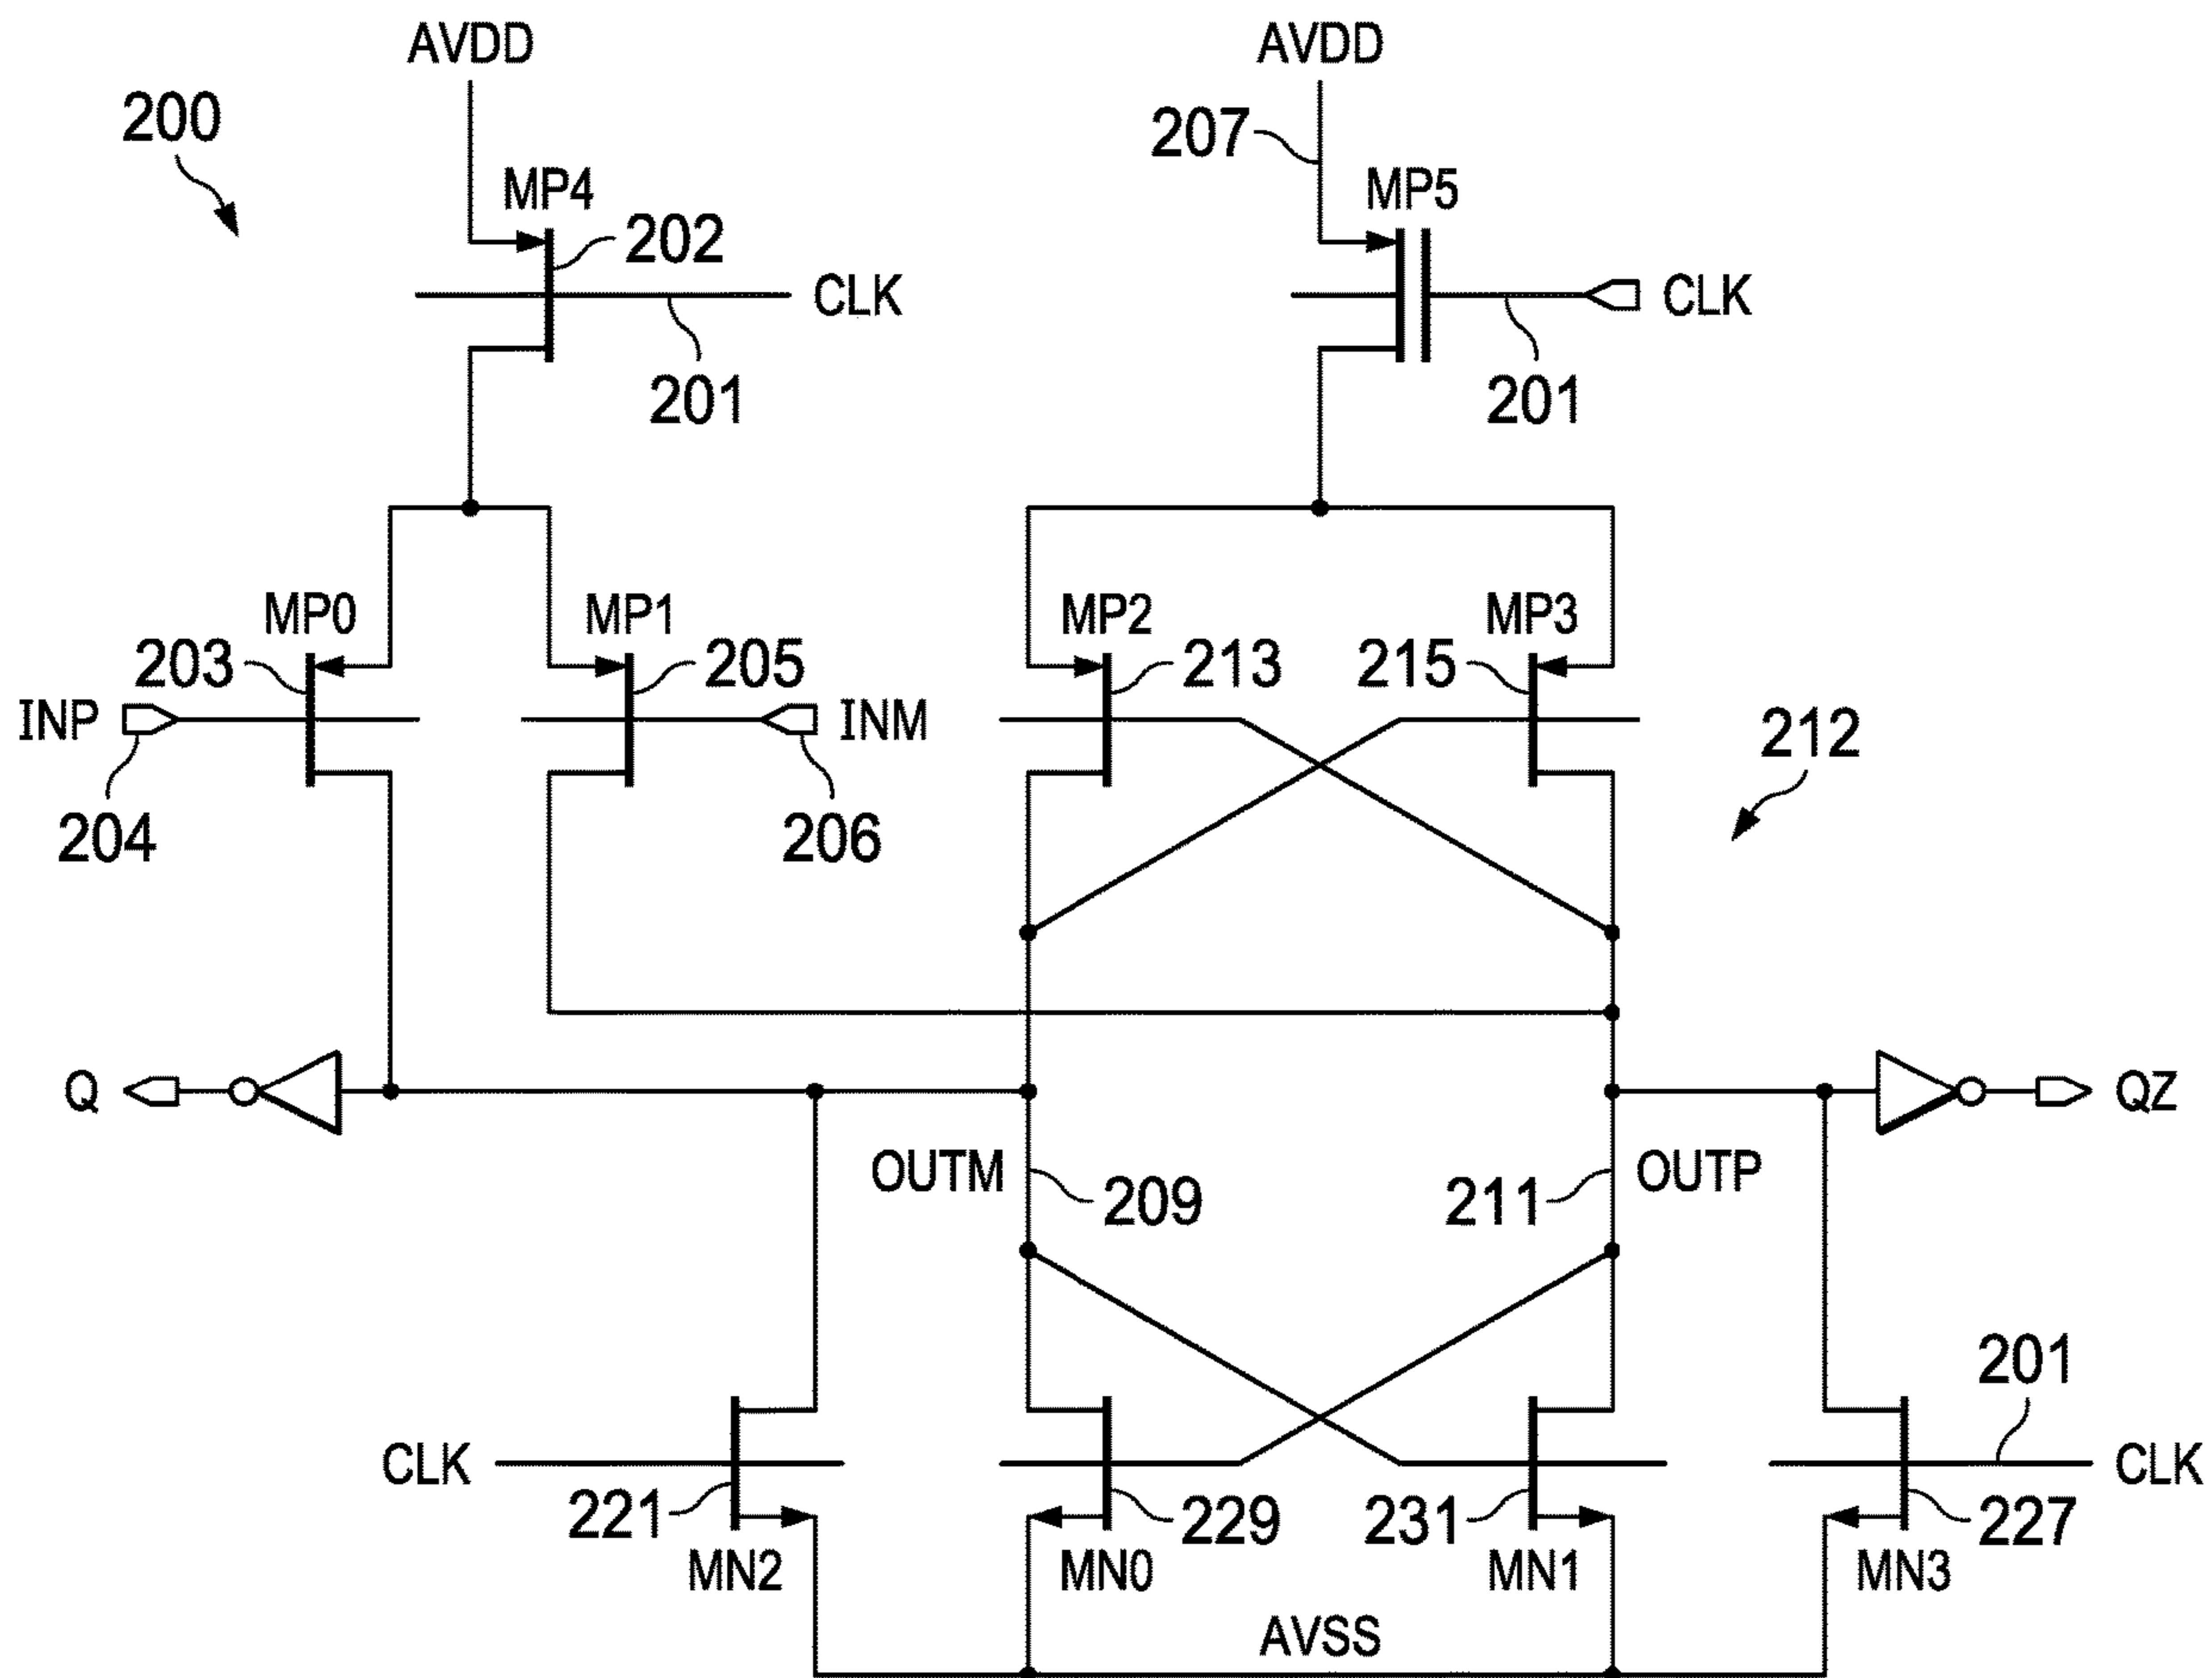 AVDD AVDD
200 207
MP4 MP5
202
CLK CLK
201 201
MP0 MP1 MP2 MP3
203 205 213 215
INP INM 212
204 206
Q QZ
OUTM OUTP
209 211
201
CLK CLK
221 229 231 227
MN2 MN0 MN1 MN3
AVSS